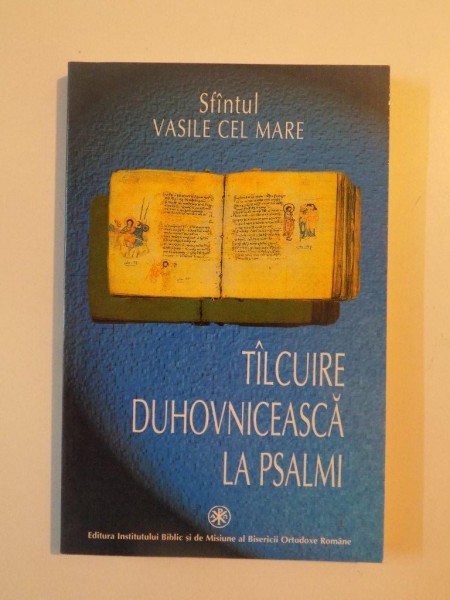 Sfîntul
VASILE CEL MARE
TÎLCUIRE
DUHOVNICEASCĂ
LA PSALMI
Editura Institutului Biblic și de Misiune al Bisericii Ortodoxe Române